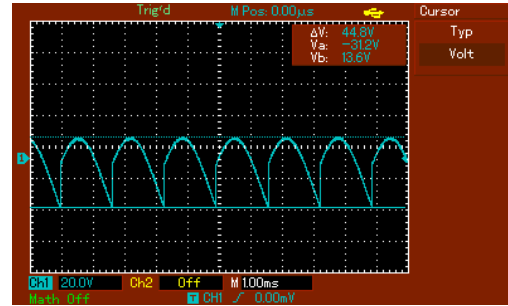 Trig'd M Pos: 0.00µs Cursor
ΔV: 44.8V
Va: -31.2V
Vb: 13.6V
Typ
Volt
1
Ch1 20.0V Ch2 Off M 1.00ms
Math Off T CH1 / 0.00mV